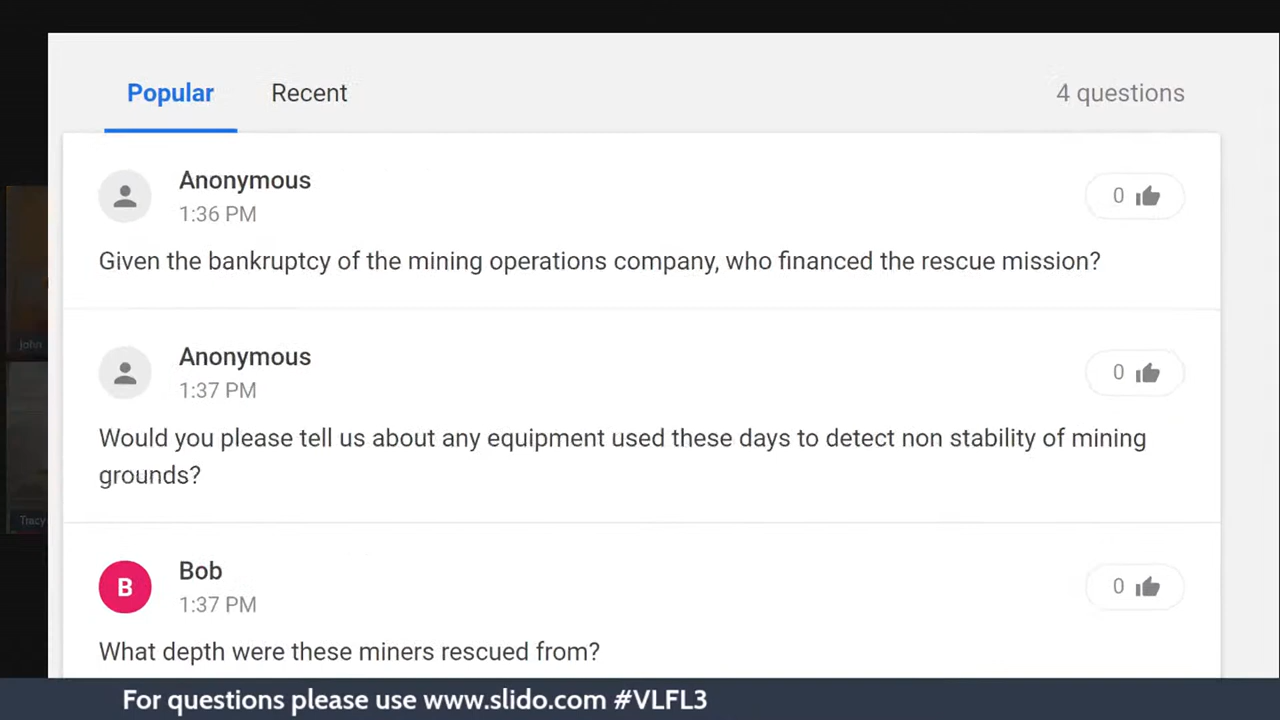 Popular Recent 4 questions
Anonymous
1:36 PM
0
Given the bankruptcy of the mining operations company, who financed the rescue mission?
Anonymous
1:37 PM
0
Would you please tell us about any equipment used these days to detect non stability of mining
grounds?
B
Bob
1:37 PM
0
What depth were these miners rescued from?
john
Tracy
For questions please use www.slido.com #VLFL3